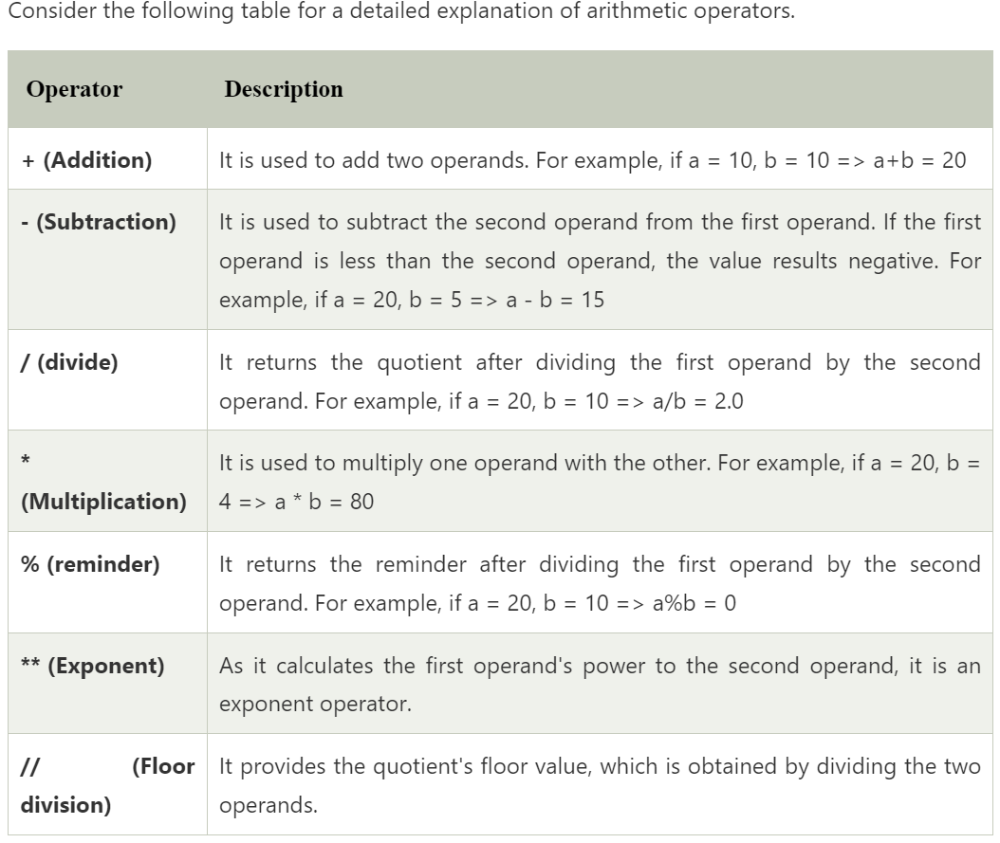 Consider the following table for a detailed explanation of arithmetic operators.
Operator Description
+ (Addition) It is used to add two operands. For example, if a = 10, b = 10 => a+b = 20
- (Subtraction) It is used to subtract the second operand from the first operand. If the first
operand is less than the second operand, the value results negative. For
example, if a = 20, b = 5 => a - b = 15
/ (divide) It returns the quotient after dividing the first operand by the second
operand. For example, if a = 20, b = 10 => a/b = 2.0
* It is used to multiply one operand with the other. For example, if a = 20, b =
(Multiplication) 4 => a * b = 80
% (reminder) It returns the reminder after dividing the first operand by the second
operand. For example, if a = 20, b = 10 => a%b = 0
** (Exponent) As it calculates the first operand's power to the second operand, it is an
exponent operator.
// (Floor It provides the quotient's floor value, which is obtained by dividing the two
division) operands.